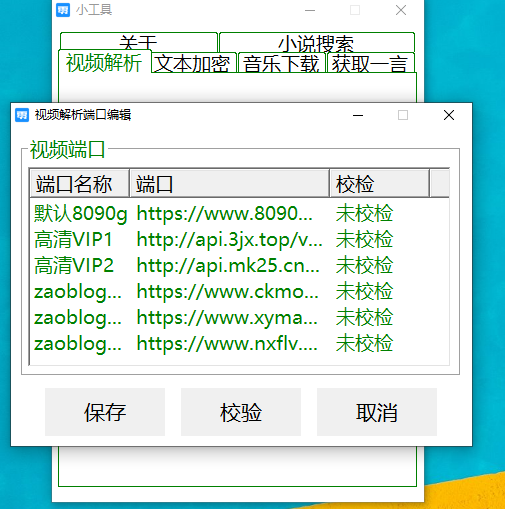 小工具
关于 小说搜索
视频解析 文本加密 音乐下载 获取一言
视频解析端口编辑
视频端口
端口名称 端口 校检
默认8090g https://www.8090... 未校检
高清VIP1 http://api.3jx.top/v... 未校检
高清VIP2 http://api.mk25.cn... 未校检
zaoblog... https://www.ckmo... 未校检
zaoblog... https://www.xyma... 未校检
zaoblog... https://www.nxflv.... 未校检
保存 校验 取消